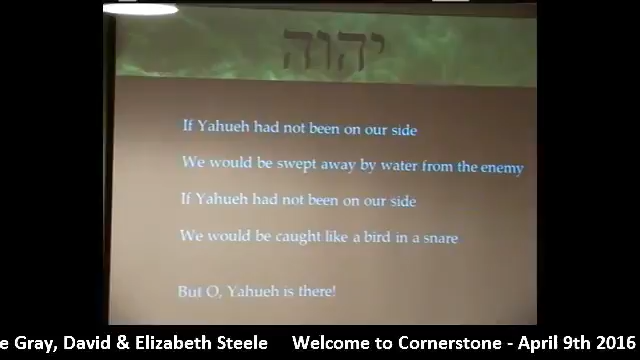 יהוה
If Yahueh had not been on our side
We would be swept away by water from the enemy
If Yahueh had not been on our side
We would be caught like a bird in a snare
But O, Yahueh is there!
e Gray, David & Elizabeth Steele Welcome to Cornerstone - April 9th 2016